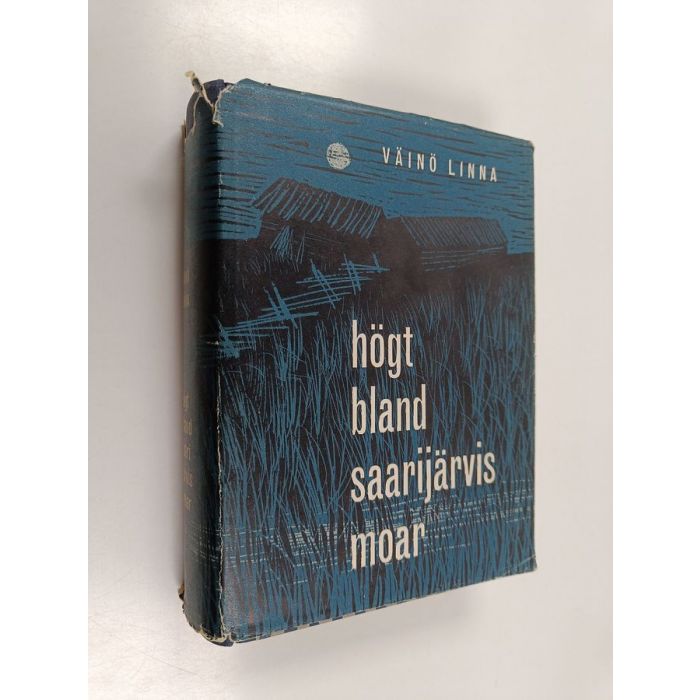 VÄINÖ LINNA
högt
bland
saarijärvis
moar